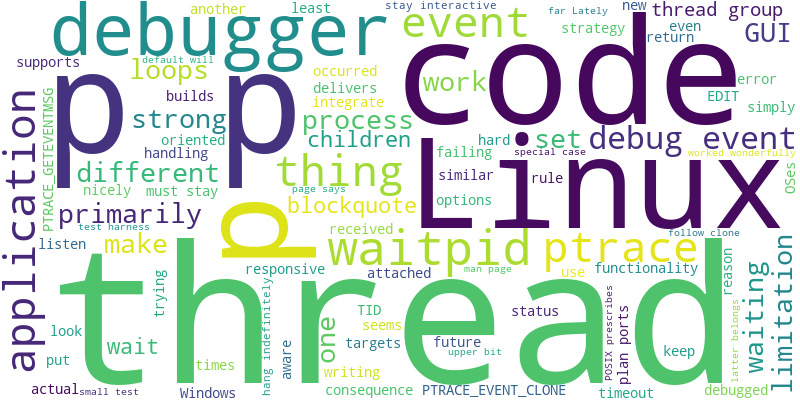 debugger
stay interactive
far Lately
new
thread group
another
least
event
strategy
even
return
GUI
supports
default will
loops
occurred
delivers
integrate
code
work
error
EDIT
simply
builds
p
p
strong
process
oriented
children
handling
hard
set
debug event
PTRACE_GETEVENTMSG
application
different
thing
failing
special case
worked wonderfully
OSes
similar
rule
Linux
nicely
must stay
page says
blockquote
options
primarily
test harness
p
received
waitpid
ptrace
follow clone
listen
make
responsive
man page
use
functionality
attached
reason
waiting
limitation
thread
trying
hang indefinitely
look
wait
put
times
aware
one
TID
seems
targets
writing
status
future
upper bit
POSIX prescribes
plan ports
keep
latter belongs
actual
small test
Windows
consequence
PTRACE_EVENT_CLONE
timeout
debugged